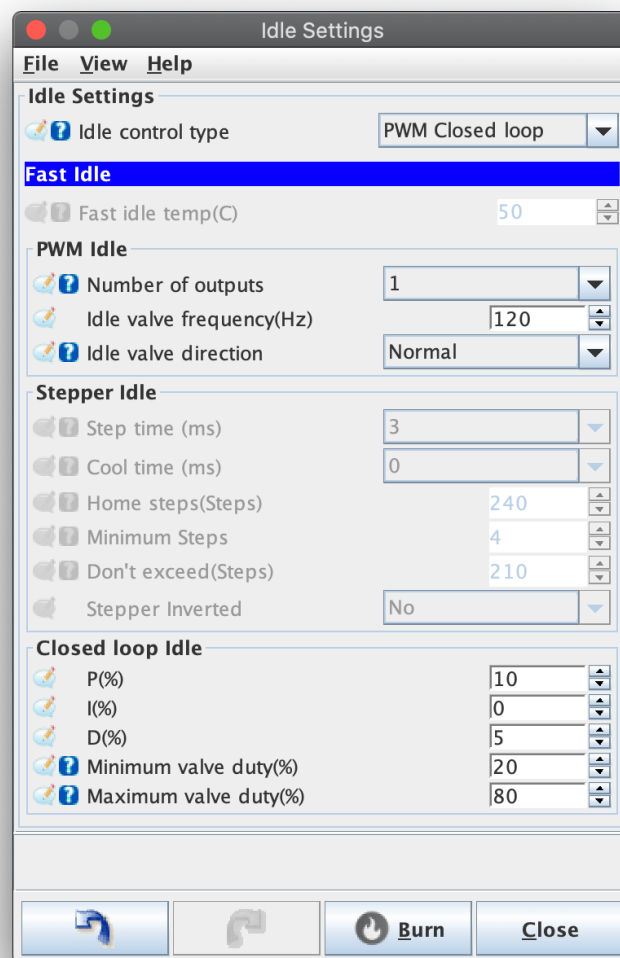 Idle Settings
File View Help
Idle Settings
? Idle control type PWM Closed loop
Fast Idle
? Fast idle temp(C) 50
PWM Idle
? Number of outputs 1
Idle valve frequency(Hz) 120
? Idle valve direction Normal
Stepper Idle
? Step time (ms) 3
? Cool time (ms) 0
? Home steps(Steps) 240
? Minimum Steps 4
? Don't exceed(Steps) 210
Stepper Inverted No
Closed loop Idle
P(%) 10
I(%) 0
D(%) 5
? Minimum valve duty(%) 20
? Maximum valve duty(%) 80
Burn Close